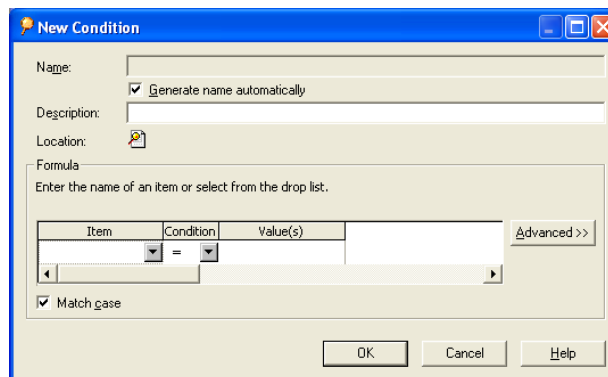 New Condition
Name:
Generate name automatically
Description:
Location:
Formula
Enter the name of an item or select from the drop list.
Item Condition Value(s)
=
Advanced >>
Match case
OK Cancel Help